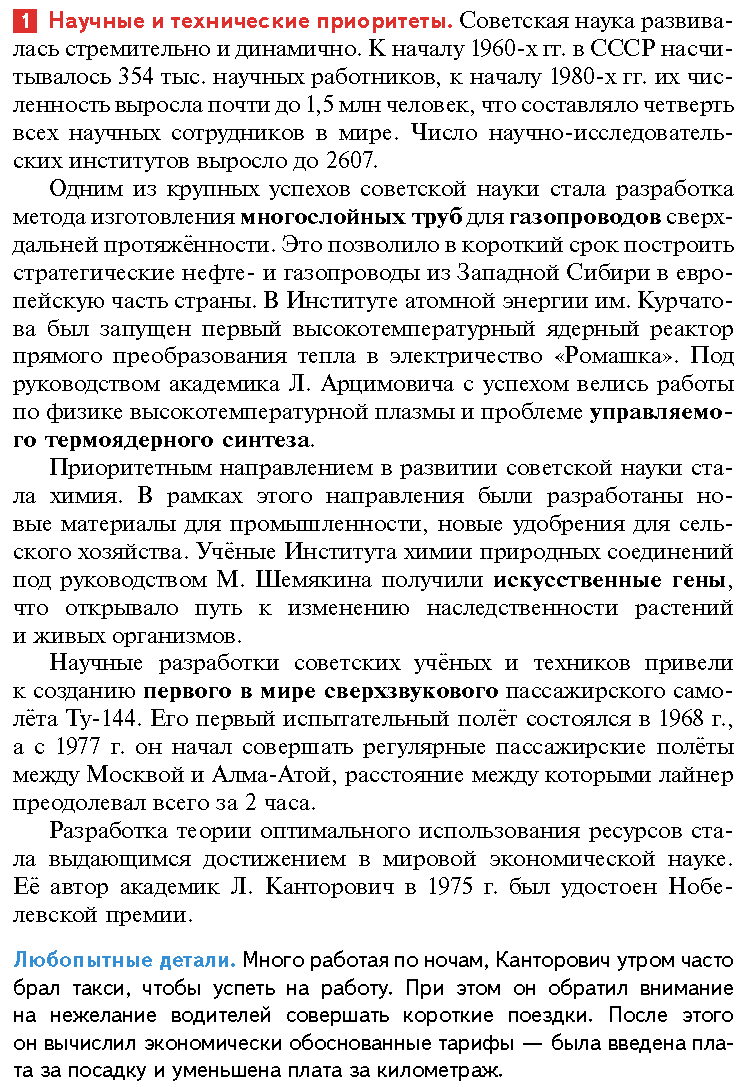 1 Научные и технические приоритеты. Советская наука развива-
лась стремительно и динамично. К началу 1960-х гг. в СССР насчи-
тывалось 354 тыс. научных работников, к началу 1980-х гг. их чис-
ленность выросла почти до 1,5 млн человек, что составляло четверть
всех научных сотрудников в мире. Число научно-исследователь-
ских институтов выросло до 2607.
Одним из крупных успехов советской науки стала разработка
метода изготовления многослойных труб для газопроводов сверх-
дальней протяжённости. Это позволило в короткий срок построить
стратегические нефте- и газопроводы из Западной Сибири в евро-
пейскую часть страны. В Институте атомной энергии им. Курчато-
ва был запущен первый высокотемпературный ядерный реактор
прямого преобразования тепла в электричество «Ромашка». Под
руководством академика Л. Арцимовича с успехом велись работы
по физике высокотемпературной плазмы и проблеме управляемо-
го термоядерного синтеза.
Приоритетным направлением в развитии советской науки ста-
ла химия. В рамках этого направления были разработаны но-
вые материалы для промышленности, новые удобрения для сель-
ского хозяйства. Учёные Института химии природных соединений
под руководством М. Шемякина получили искусственные гены,
что открывало путь к изменению наследственности растений
и живых организмов.
Научные разработки советских учёных и техников привели
к созданию первого в мире сверхзвукового пассажирского само-
лёта Ту-144. Его первый испытательный полёт состоялся в 1968 г.,
а с 1977 г. он начал совершать регулярные пассажирские полёты
между Москвой и Алма-Атой, расстояние между которыми лайнер
преодолевал всего за 2 часа.
Разработка теории оптимального использования ресурсов ста-
ла выдающимся достижением в мировой экономической науке.
Её автор академик Л. Канторович в 1975 г. был удостоен Нобе-
левской премии.
Любопытные детали. Много работая по ночам, Канторович утром часто
брал такси, чтобы успеть на работу. При этом он обратил внимание
на нежелание водителей совершать короткие поездки. После этого
он вычислил экономически обоснованные тарифы — была введена пла-
та за посадку и уменьшена плата за километраж.